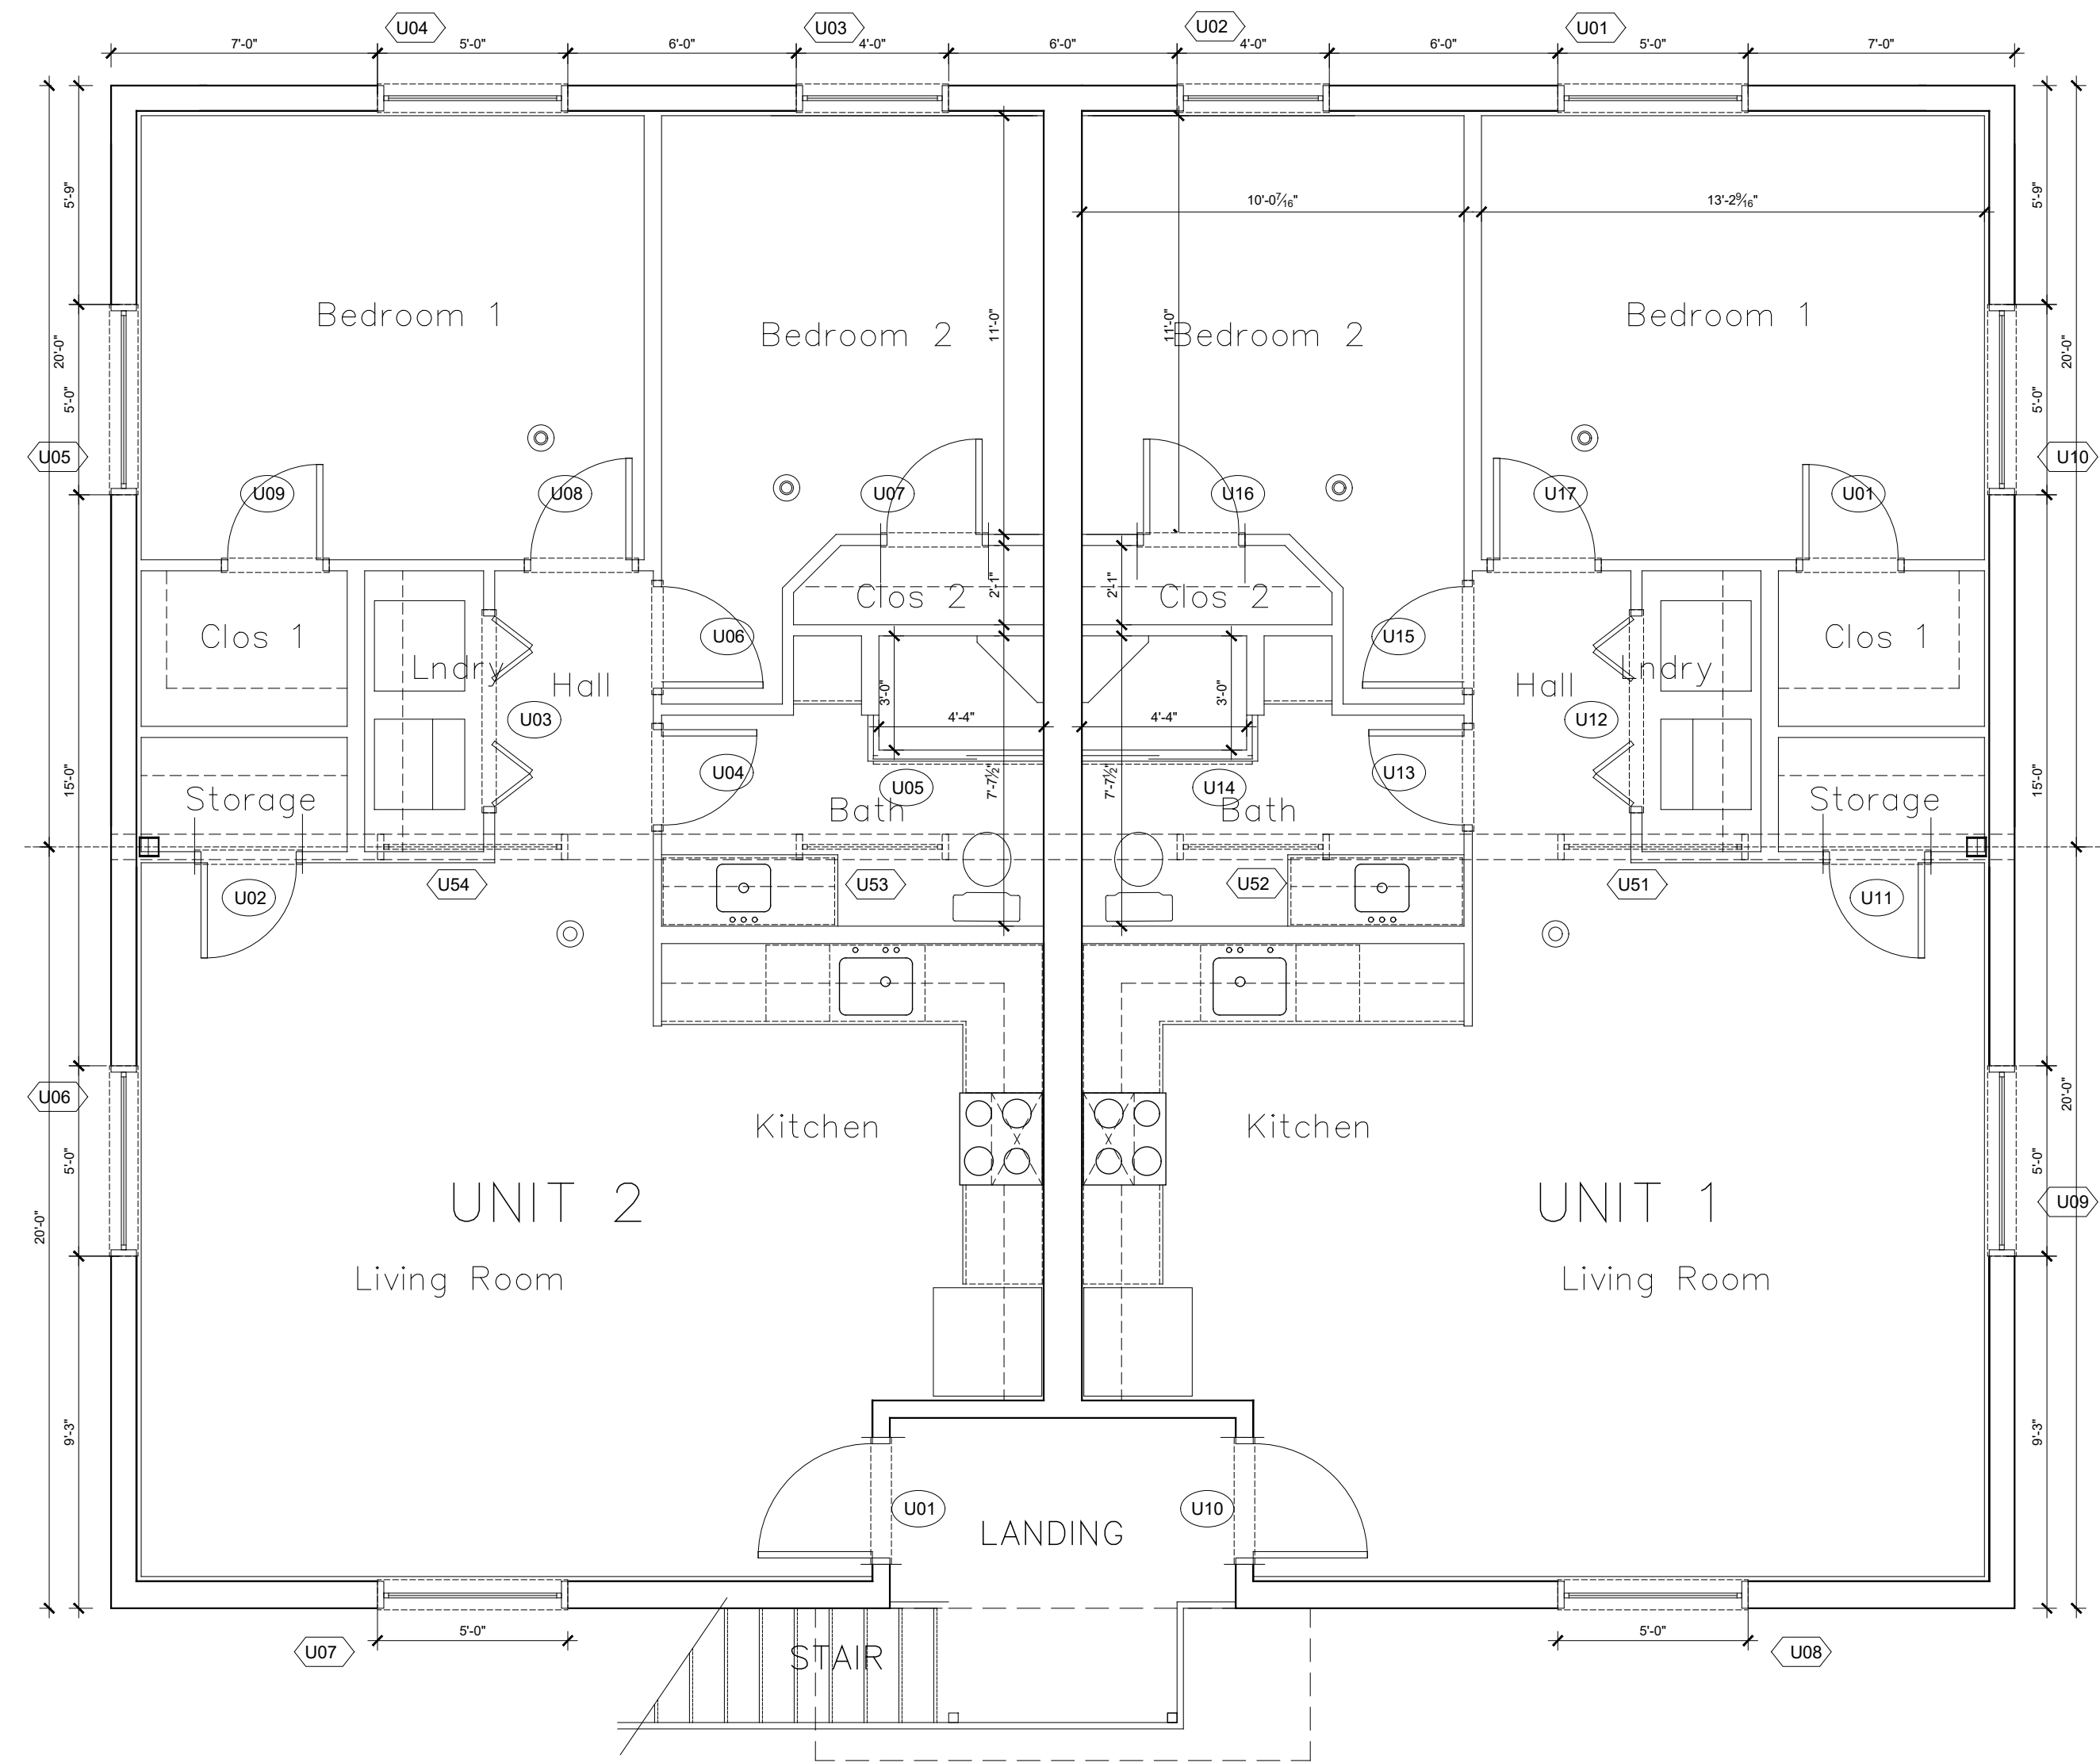 U04 U03 U02 U01
7'-0" 5'-0" 6'-0" 4'-0" 6'-0" 4'-0" 6'-0" 5'-0" 7'-0"
5'-9" 5'-9"
10'-0 7/16" 13'-2 9/16"
Bedroom 1 Bedroom 2 11'-0" 11'-0" Bedroom 2 Bedroom 1
20'-0" 20'-0"
5'-0" 5'-0"
U05 U10
U09 U08 U07 U16 U17 U01
Clos 2 2'-1" 2'-1" Clos 2
Clos 1 U06 U15 Clos 1
Lndry Hall Hall Lndry
3'-0" 3'-0"
U03 4'-4" 4'-4" U12
15'-0" U04 U05 7'-7½" 7'-7½" U14 U13 15'-0"
Storage Bath Bath Storage
U02 U54 U53 U52 U51 U11
U06 Kitchen Kitchen 20'-0"
5'-0" 5'-0"
20'-0" UNIT 2 UNIT 1 U09
Living Room Living Room
9'-3" 9'-3"
U01 U10
LANDING
5'-0" 5'-0"
U07 STAIR U08